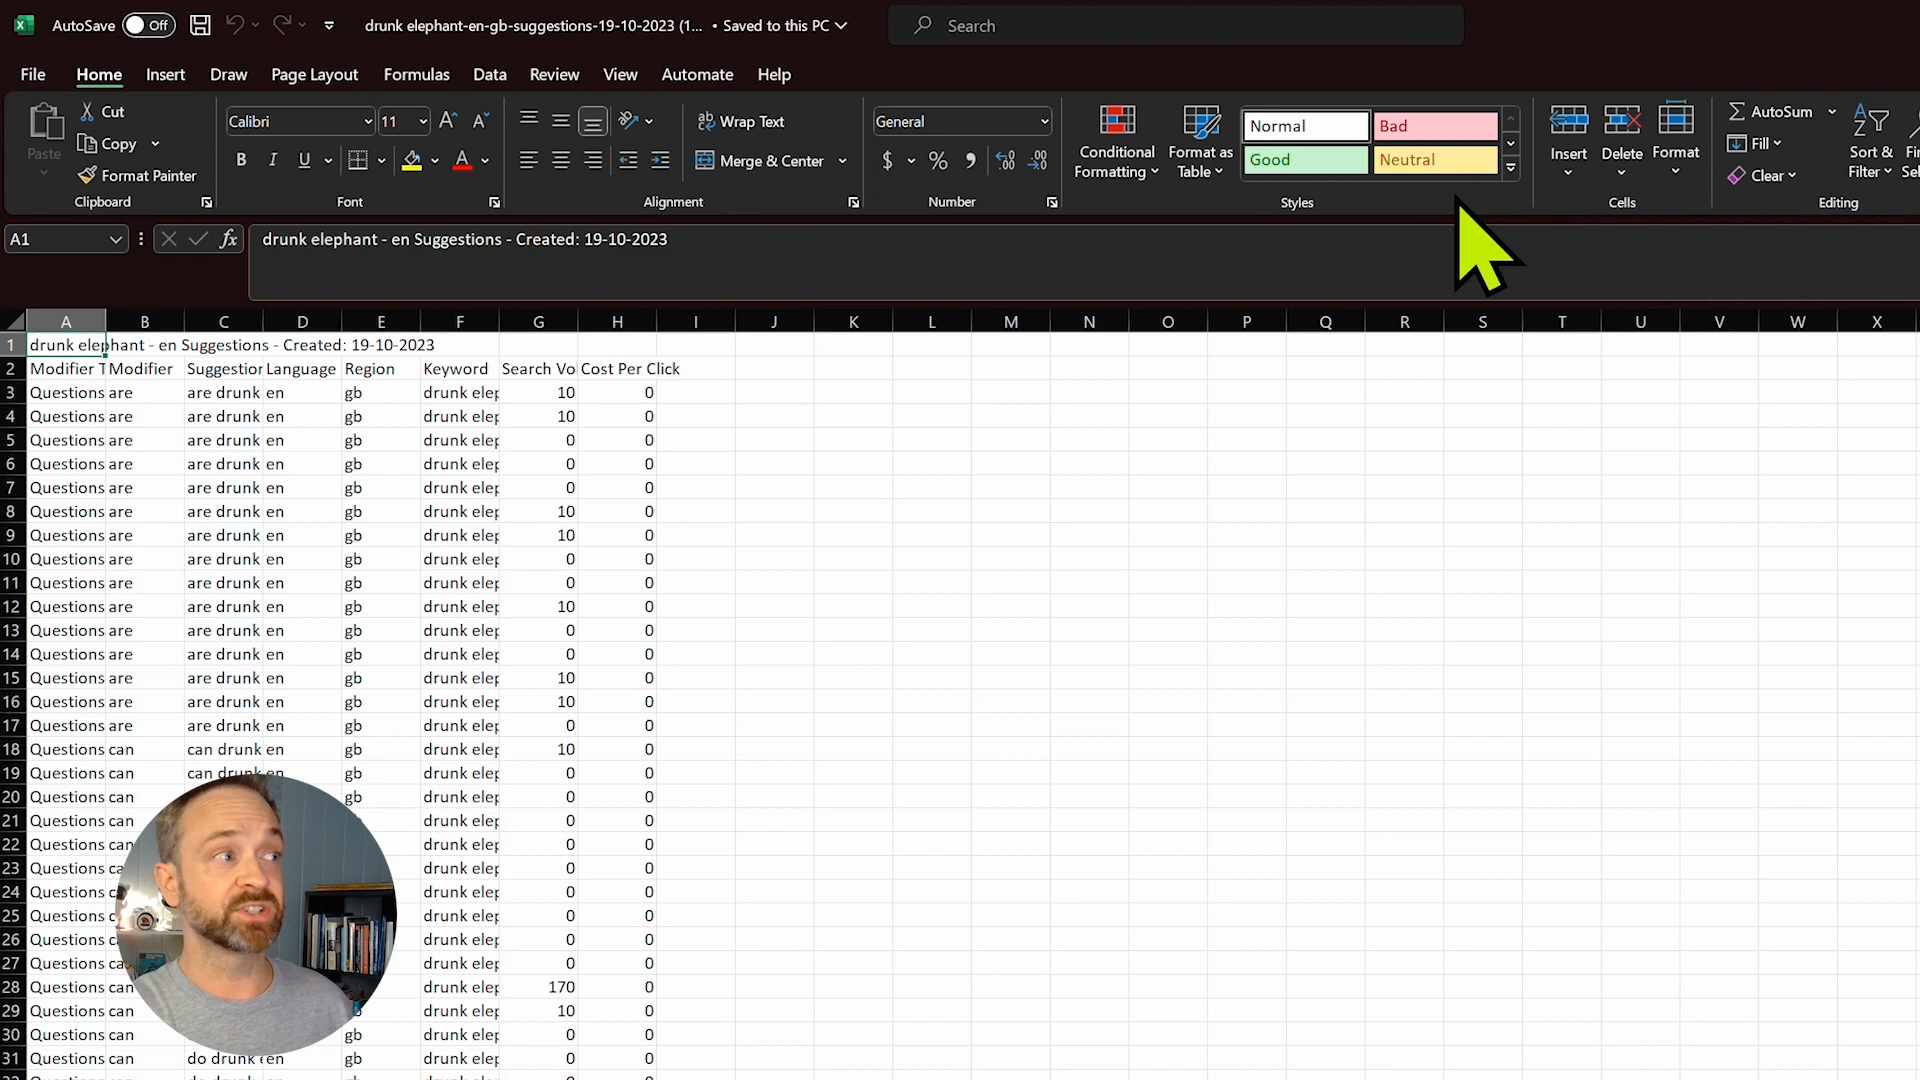 AutoSave Off drunk elephant-en-gb-suggestions-19-10-2023 (1... • Saved to this PC Search
File Home Insert Draw Page Layout Formulas Data Review View Automate Help
Paste Cut Copy Format Painter Clipboard
Calibri 11 B I U A Font
Wrap Text Merge & Center Alignment
General $ % Number
Conditional Formatting Format as Table Normal Bad Good Neutral Styles
Insert Delete Format Cells
AutoSum Fill Clear Sort & Filter Editing
A1 fx drunk elephant - en Suggestions - Created: 19-10-2023
A B C D E F G H I J K L M N O P Q R S T U V W X
1 drunk elephant - en Suggestions - Created: 19-10-2023
2 Modifier T Modifier Suggestion Language Region Keyword Search Vo Cost Per Click
3 Questions are are drunk en gb drunk elep 10 0
4 Questions are are drunk en gb drunk elep 10 0
5 Questions are are drunk en gb drunk elep 0 0
6 Questions are are drunk en gb drunk elep 0 0
7 Questions are are drunk en gb drunk elep 0 0
8 Questions are are drunk en gb drunk elep 10 0
9 Questions are are drunk en gb drunk elep 10 0
10 Questions are are drunk en gb drunk elep 0 0
11 Questions are are drunk en gb drunk elep 0 0
12 Questions are are drunk en gb drunk elep 10 0
13 Questions are are drunk en gb drunk elep 0 0
14 Questions are are drunk en gb drunk elep 0 0
15 Questions are are drunk en gb drunk elep 10 0
16 Questions are are drunk en gb drunk elep 10 0
17 Questions are are drunk en gb drunk elep 0 0
18 Questions can can drunk en gb drunk elep 10 0
19 Questions can can drunk en gb drunk elep 0 0
20 Questions can gb drunk elep 0 0
21 Questions can drunk elep 0 0
22 Questions can drunk elep 0 0
23 Questions ca drunk elep 0 0
24 Questions c drunk elep 0 0
25 Questions c drunk elep 0 0
26 Questions c drunk elep 0 0
27 Questions ca drunk elep 0 0
28 Questions can drunk elep 170 0
29 Questions can drunk elep 10 0
30 Questions can gb drunk elep 0 0
31 Questions can do drunk en gb drunk elep 0 0